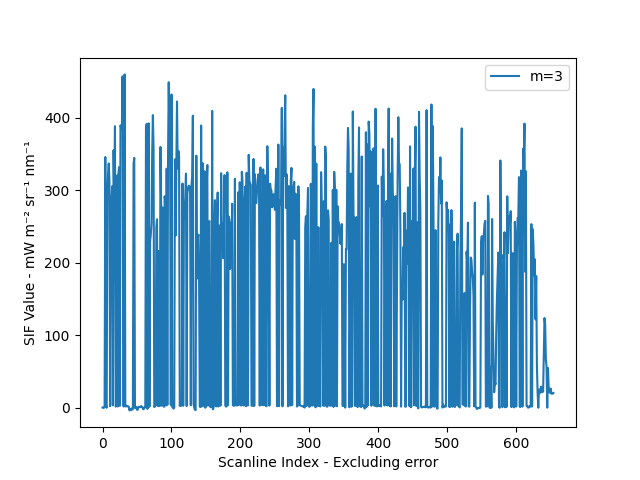 m=3
400
300
200
100
0
SIF Value - mW m⁻² sr⁻¹ nm⁻¹
0 100 200 300 400 500 600
Scanline Index - Excluding error